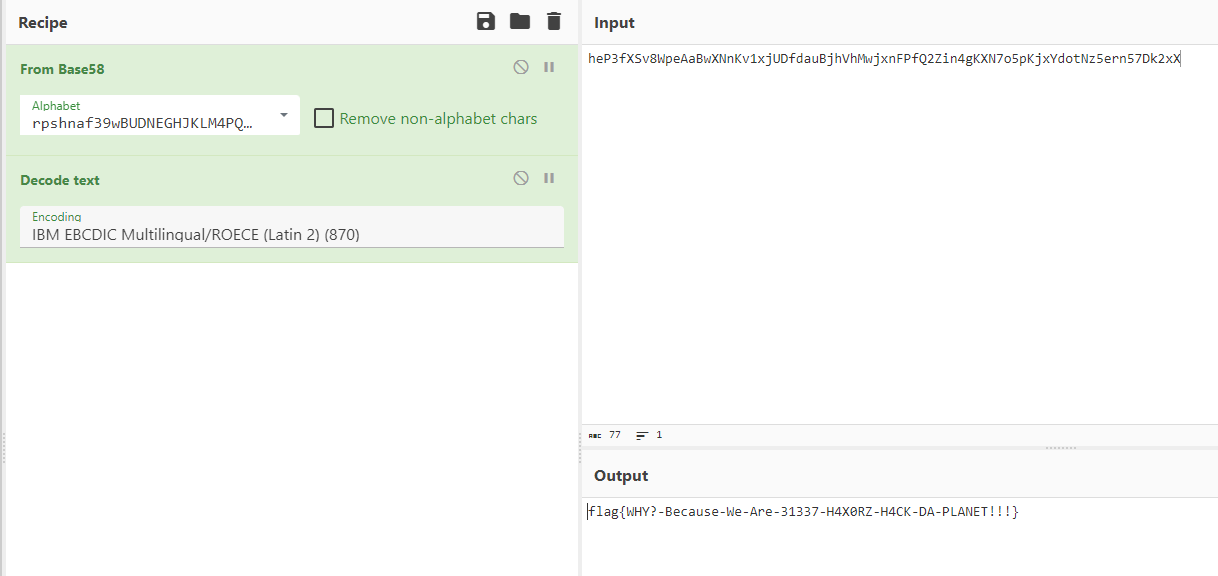 Recipe
From Base58
Alphabet
rpshnaf39wBUDNEGHJKLM4PQ…
Remove non-alphabet chars
Decode text
Encoding
IBM EBCDIC Multilingual/ROECE (Latin 2) (870)
Input
heP3fXSv8WpeAaBwXNnKv1xjUDfdauBjhVhMwjxnFPfQ2Zin4gKXN7o5pKjxYdotNz5ern57Dk2xX
ABC 77 1
Output
flag{WHY?-Because-We-Are-31337-H4X0RZ-H4CK-DA-PLANET!!!}